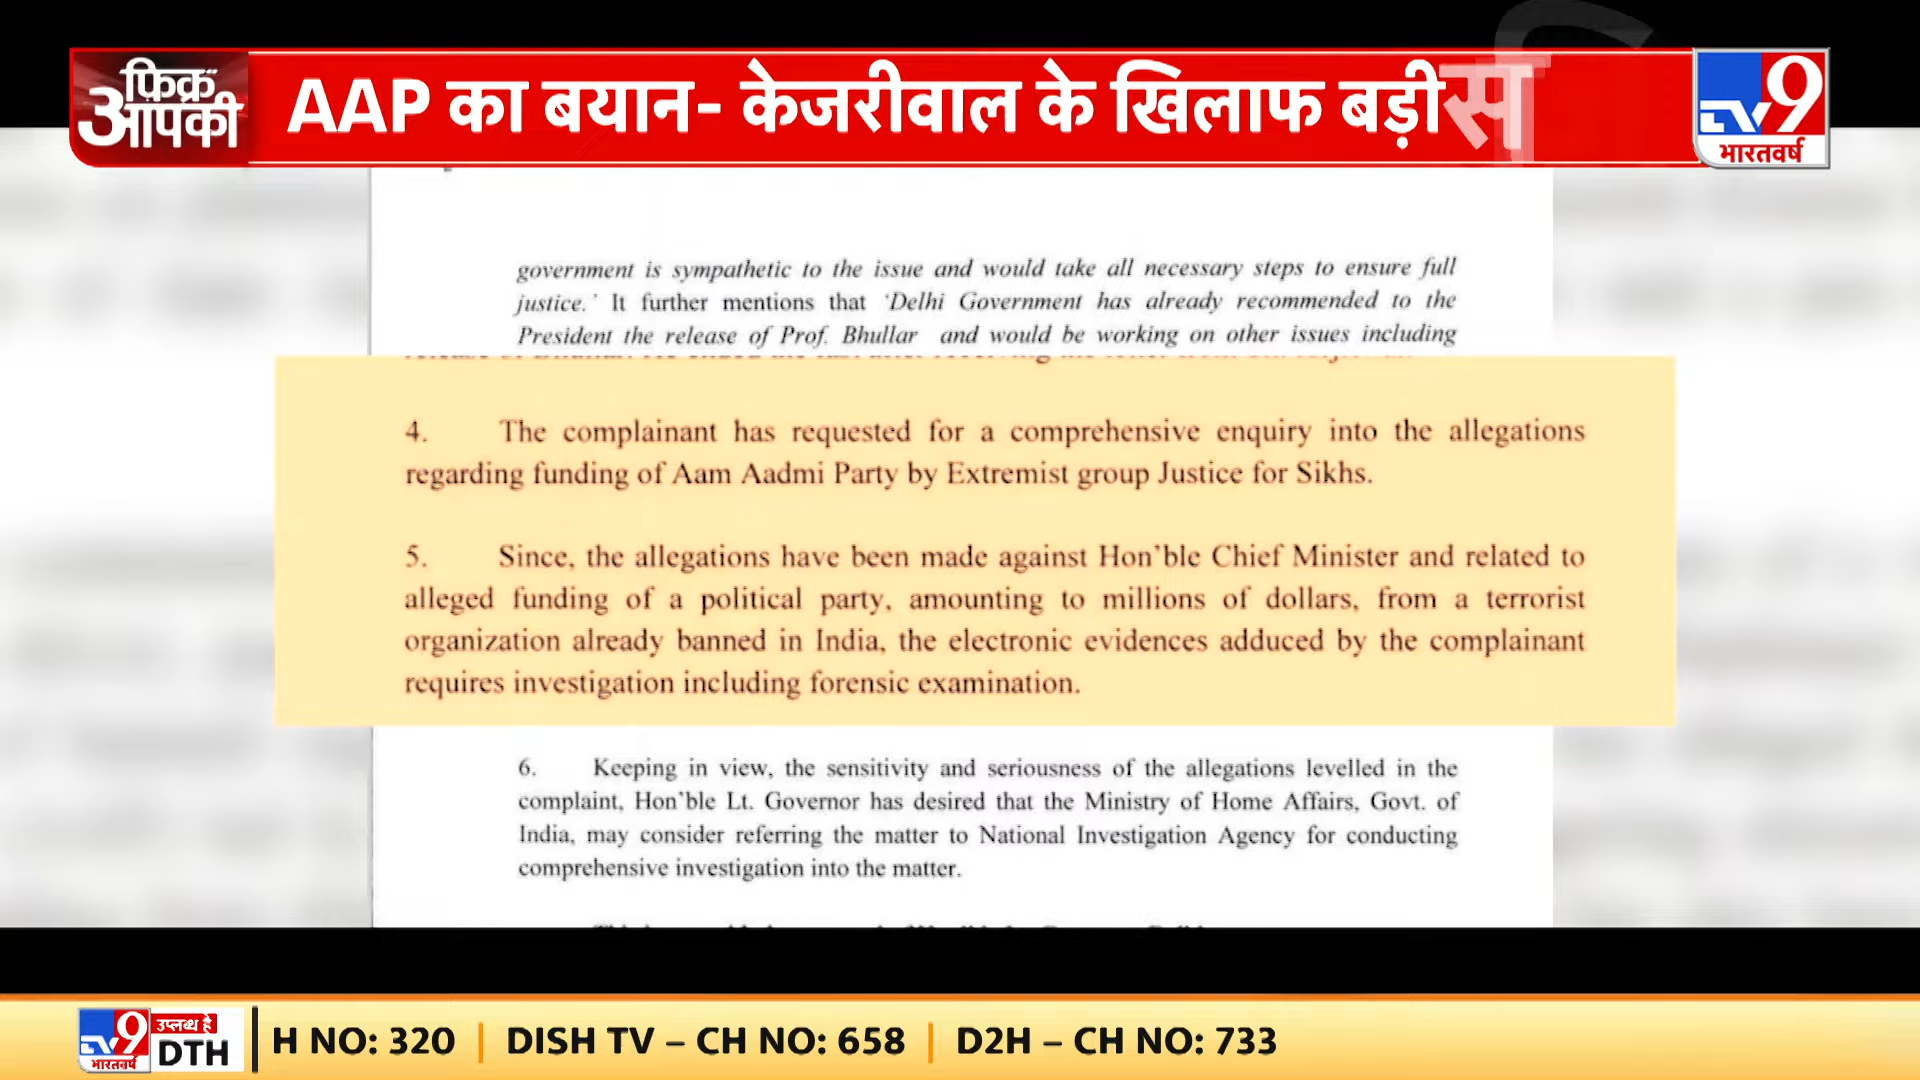 फ़िक्र आपकी
AAP का बयान- केजरीवाल के खिलाफ बड़ी
TV9
भारतवर्ष
government is sympathetic to the issue and would take all necessary steps to ensure full
justice.' It further mentions that 'Delhi Government has already recommended to the
President the release of Prof. Bhullar and would be working on other issues including
4. The complainant has requested for a comprehensive enquiry into the allegations
regarding funding of Aam Aadmi Party by Extremist group Justice for Sikhs.
5. Since, the allegations have been made against Hon'ble Chief Minister and related to
alleged funding of a political party, amounting to millions of dollars, from a terrorist
organization already banned in India, the electronic evidences adduced by the complainant
requires investigation including forensic examination.
6. Keeping in view, the sensitivity and seriousness of the allegations levelled in the
complaint, Hon'ble Lt. Governor has desired that the Ministry of Home Affairs, Govt. of
India, may consider referring the matter to National Investigation Agency for conducting
comprehensive investigation into the matter.
TV9 भारतवर्ष उपलब्ध है DTH
H NO: 320 | DISH TV – CH NO: 658 | D2H – CH NO: 733